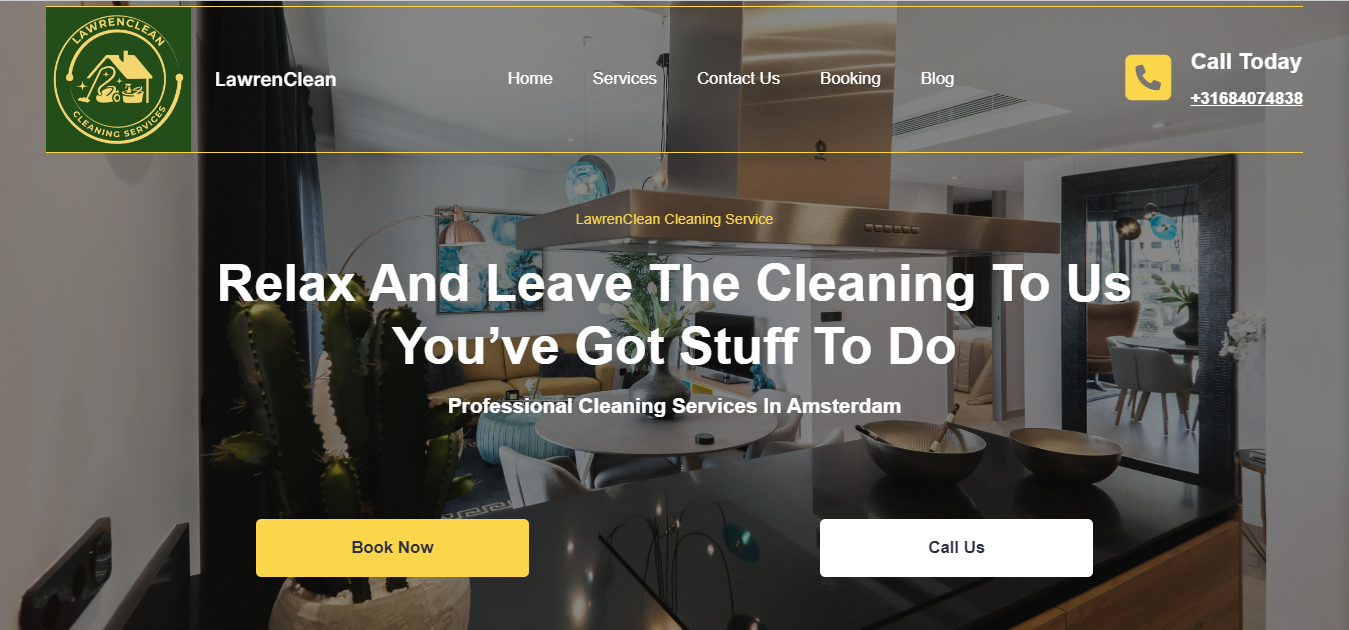 LAWRENCLEAN
CLEANING SERVICES
LawrenClean
Home
Services
Contact Us
Booking
Blog
Call Today
+31684074838
LawrenClean Cleaning Service
Relax And Leave The Cleaning To Us
You’ve Got Stuff To Do
Professional Cleaning Services In Amsterdam
Book Now
Call Us